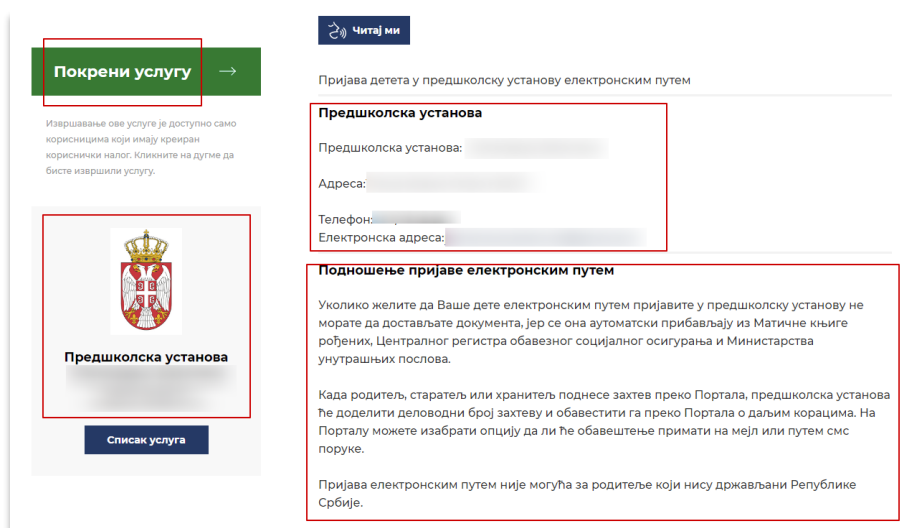 Читај ми
Покрени услугу
Извршавање ове услуге је доступно само
корисницима који имају креиран
кориснички налог. Кликните на дугме да
бисте извршили услугу.
Предшколска установа
Списак услуга
Пријава детета у предшколску установу електронским путем
Предшколска установа
Предшколска установа:
Адреса:
Телефон:
Електронска адреса:
Подношење пријаве електронским путем
Уколико желите да Ваше дете електронским путем пријавите у предшколску установу не
морате да достављате документа, јер се она аутоматски прибављају из Матичне књиге
рођених, Централног регистра обавезног социјалног осигурања и Министарства
унутрашњих послова.
Када родитељ, старатељ или хранитељ поднесе захтев преко Портала, предшколска установа
ће доделити деловодни број захтеву и обавестити га преко Портала о даљим корацима. На
Порталу можете изабрати опцију да ли ће обавештење примати на мејл или путем смс
поруке.
Пријава електронским путем није могућа за родитеље који нису држављани Републике
Србије.